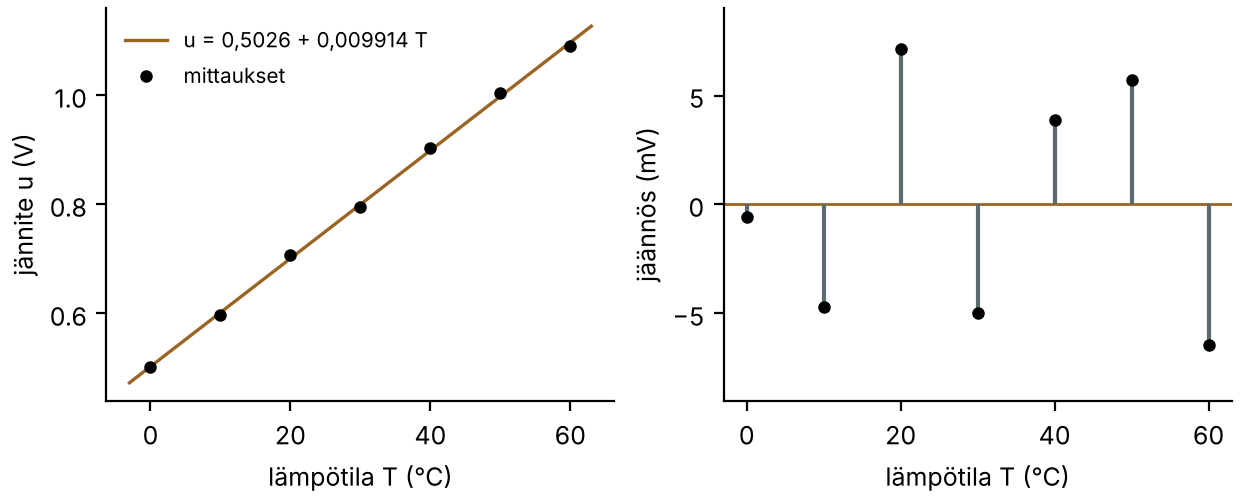 u = 0,5026 + 0,009914 T
mittaukset
jännite u (V)
1.0
0.8
0.6
0 20 40 60
lämpötila T (°C)
jäännös (mV)
5
0
−5
0 20 40 60
lämpötila T (°C)